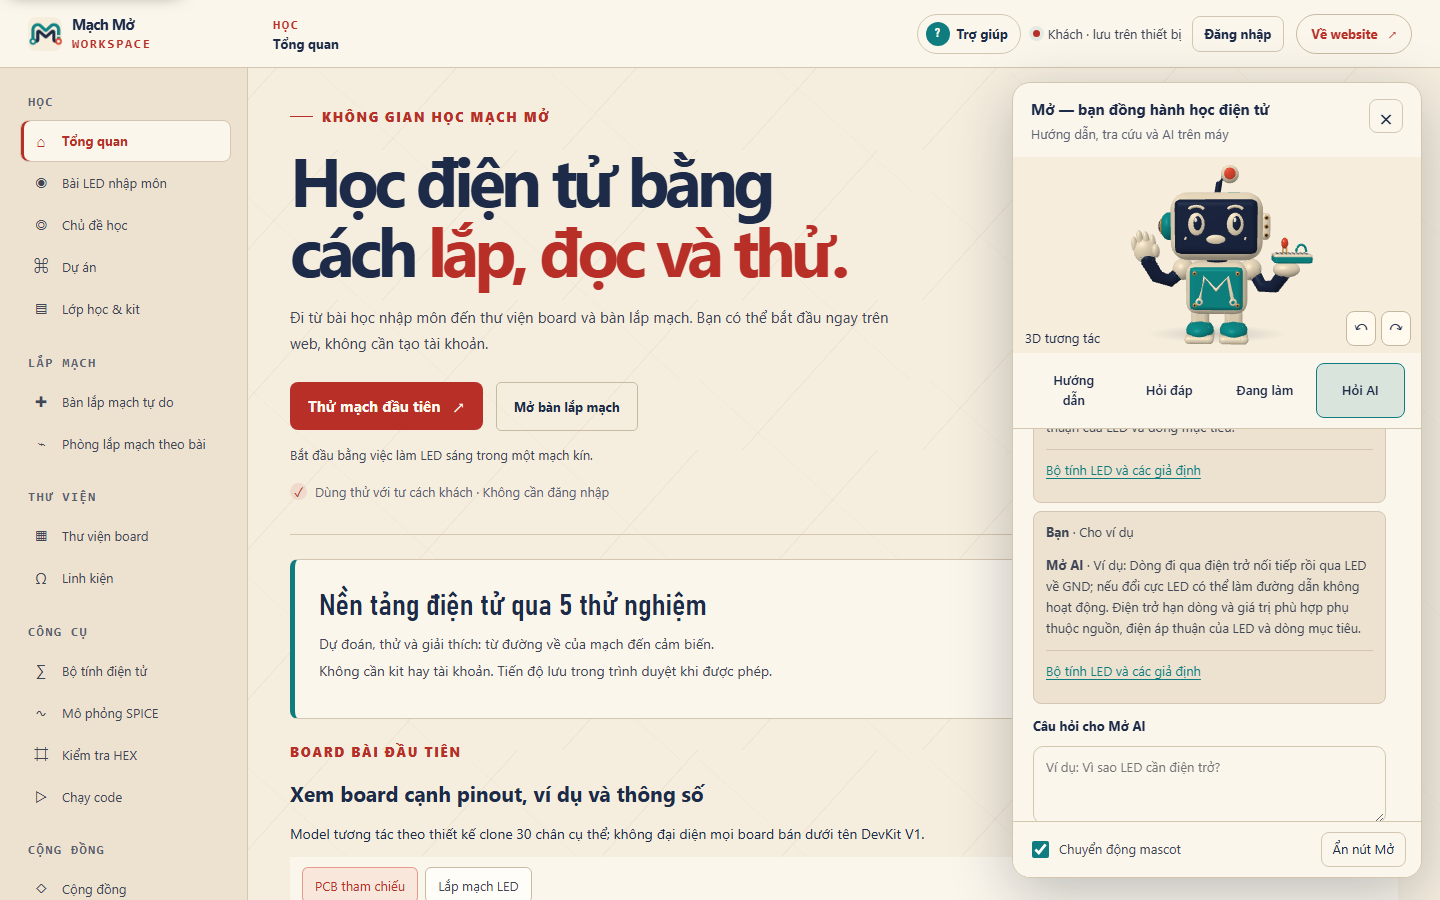 Mạch Mở
WORKSPACE
HỌC
Tổng quan
? Trợ giúp
Khách · lưu trên thiết bị
Đăng nhập
Về website ↗
HỌC
Tổng quan
Bài LED nhập môn
Chủ đề học
Dự án
Lớp học & kit
LẮP MẠCH
Bàn lắp mạch tự do
Phòng lắp mạch theo bài
THƯ VIỆN
Thư viện board
Linh kiện
CÔNG CỤ
Bộ tính điện tử
Mô phỏng SPICE
Kiểm tra HEX
Chạy code
CỘNG ĐỒNG
Cộng đồng
KHÔNG GIAN HỌC MẠCH MỞ
Học điện tử bằng
cách lắp, đọc và thử.
Đi từ bài học nhập môn đến thư viện board và bàn lắp mạch. Bạn có thể bắt đầu ngay trên
web, không cần tạo tài khoản.
Thử mạch đầu tiên ↗
Mở bàn lắp mạch
Bắt đầu bằng việc làm LED sáng trong một mạch kín.
✓ Dùng thử với tư cách khách · Không cần đăng nhập
Nền tảng điện tử qua 5 thử nghiệm
Dự đoán, thử và giải thích: từ đường về của mạch đến cảm biến.
Không cần kit hay tài khoản. Tiến độ lưu trong trình duyệt khi được phép.
BOARD BÀI ĐẦU TIÊN
Xem board cạnh pinout, ví dụ và thông số
Model tương tác theo thiết kế clone 30 chân cụ thể; không đại diện mọi board bán dưới tên DevKit V1.
PCB tham chiếu
Lắp mạch LED
Mở — bạn đồng hành học điện tử
Hướng dẫn, tra cứu và AI trên máy
×
M
3D tương tác
Hướng
dẫn
Hỏi đáp
Đang làm
Hỏi AI
thuận của LED và dòng mục tiêu.
Bộ tính LED và các giả định
Bạn · Cho ví dụ
Mở AI · Ví dụ: Dòng đi qua điện trở nối tiếp rồi qua LED
về GND; nếu đổi cực LED có thể làm đường dẫn không
hoạt động. Điện trở hạn dòng và giá trị phù hợp phụ
thuộc nguồn, điện áp thuận của LED và dòng mục tiêu.
Bộ tính LED và các giả định
Câu hỏi cho Mở AI
Ví dụ: Vì sao LED cần điện trở?
Chuyển động mascot
Ẩn nút Mở